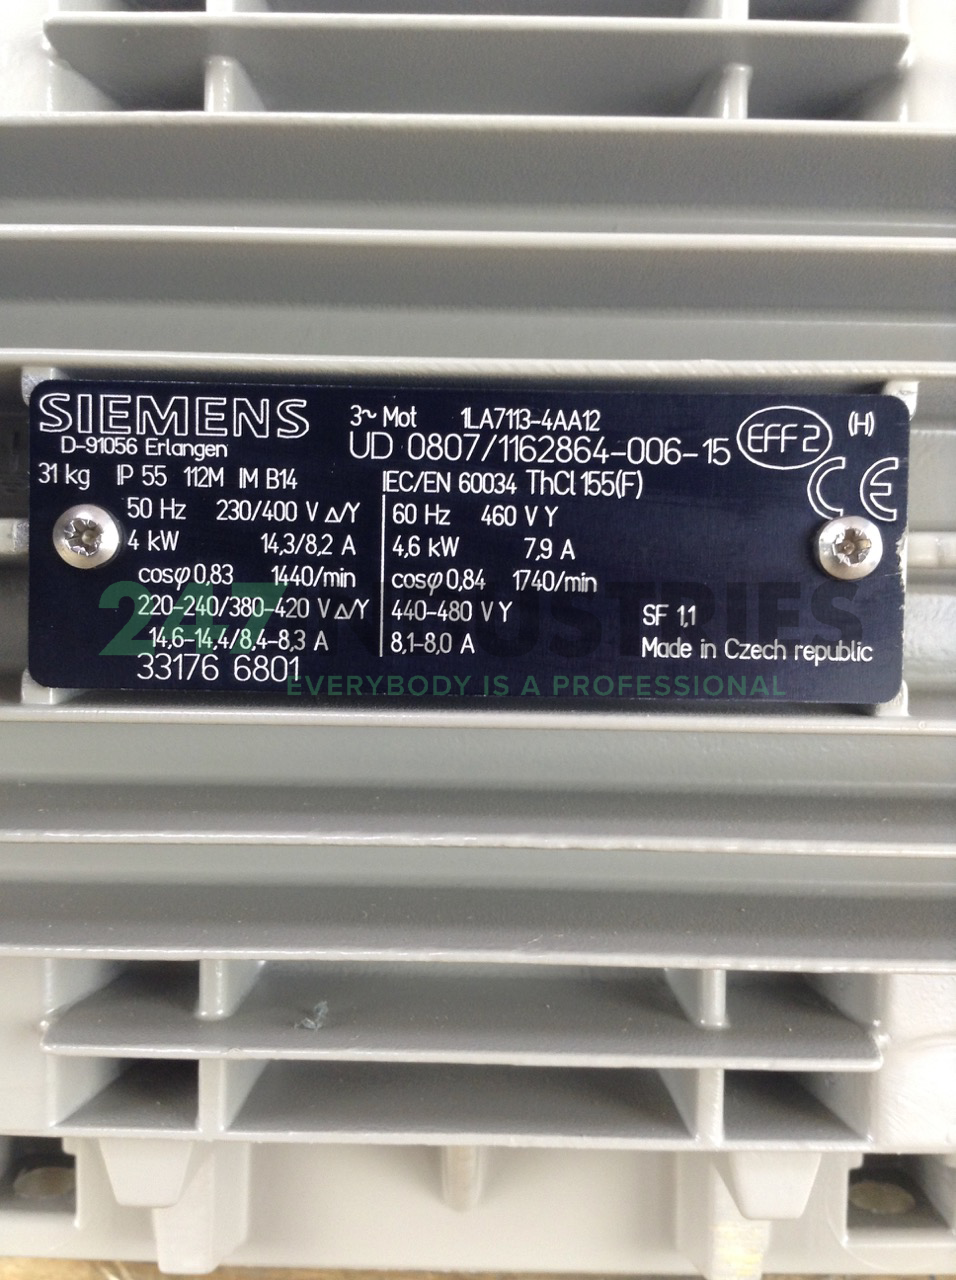 SIEMENS
D-91056 Erlangen
3~ Mot 1LA7113-4AA12
UD 0807/1162864-006-15
EFF2
(H)
CE
31 kg IP 55 112M IM B14
IEC/EN 60034 ThCl 155(F)
50 Hz 230/400 V Δ/Y
4 kW 14,3/8,2 A
cosφ 0,83 1440/min
220-240/380-420 V Δ/Y
14,6-14,4/8,4-8,3 A
33176 6801
60 Hz 460 V Y
4,6 kW 7,9 A
cosφ 0,84 1740/min
440-480 V Y
8,1-8,0 A
SF 1,1
Made in Czech republic
247 INDUSTRIES
EVERYBODY IS A PROFESSIONAL